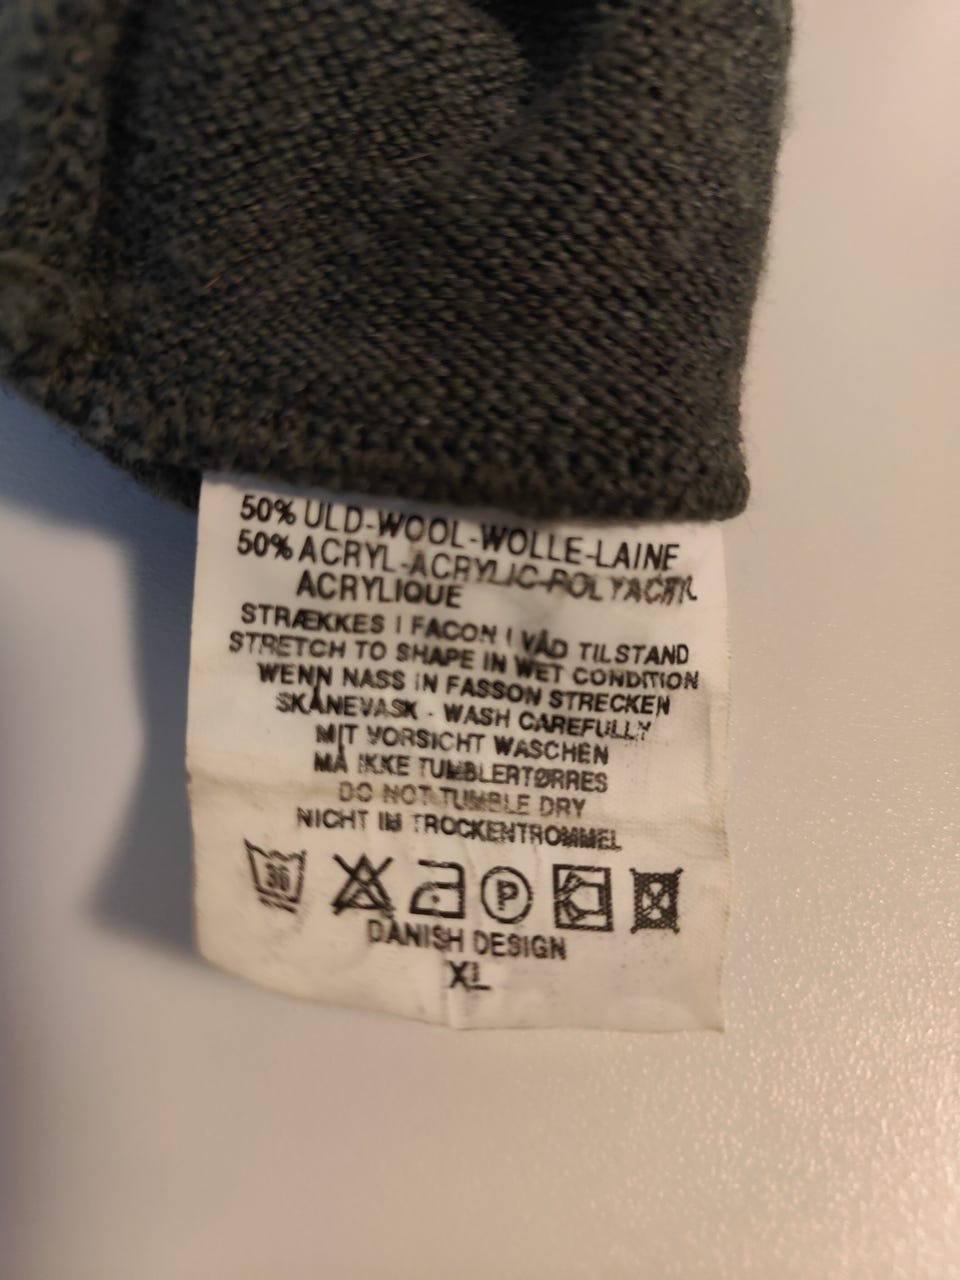 50% ULD-WOOL-WOLLE-LAINE
50% ACRYL-ACRYLIC-POLYACRYL
ACRYLIQUE
STRÆKKES I FACON I VÅD TILSTAND
STRETCH TO SHAPE IN WET CONDITION
WENN NASS IN FASSON STRECKEN
SKÅNEVASK - WASH CAREFULLY
MIT VORSICHT WASCHEN
MÅ IKKE TUMBLERTØRRES
DO NOT TUMBLE DRY
NICHT IM TROCKENTROMMEL
30 P
DANISH DESIGN
XL